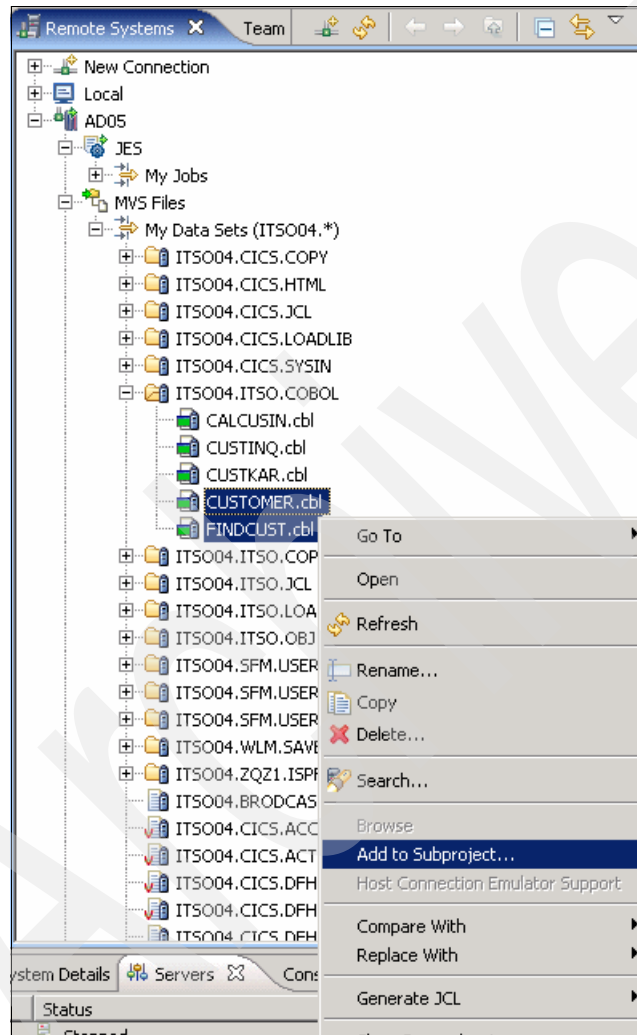 Remote Systems Team
New Connection
Local
AD05
JES
My Jobs
MVS Files
My Data Sets (ITSO04.*)
ITSO04.CICS.COPY
ITSO04.CICS.HTML
ITSO04.CICS.JCL
ITSO04.CICS.LOADLIB
ITSO04.CICS.SYSIN
ITSO04.ITSO.COBOL
CALCUSIN.cbl
CUSTINQ.cbl
CUSTKAR.cbl
CUSTOMER.cbl
FINDCUST.cbl
ITSO04.ITSO.COP
ITSO04.ITSO.JCL
ITSO04.ITSO.LOA
ITSO04.ITSO.OBJ
ITSO04.SFM.USER
ITSO04.SFM.USER
ITSO04.SFM.USER
ITSO04.WLM.SAVE
ITSO04.ZQZ1.ISPF
ITSO04.BRODCAS
ITSO04.CICS.ACC
ITSO04.CICS.ACT
ITSO04.CICS.DFH
ITSO04.CICS.DFH
ITSO04.CICS.DFH
Go To
Open
Refresh
Rename...
Copy
Delete...
Search...
Browse
Add to Subproject...
Host Connection Emulator Support
Compare With
Replace With
Generate JCL
ystem Details Servers Cons
Status
Stopped